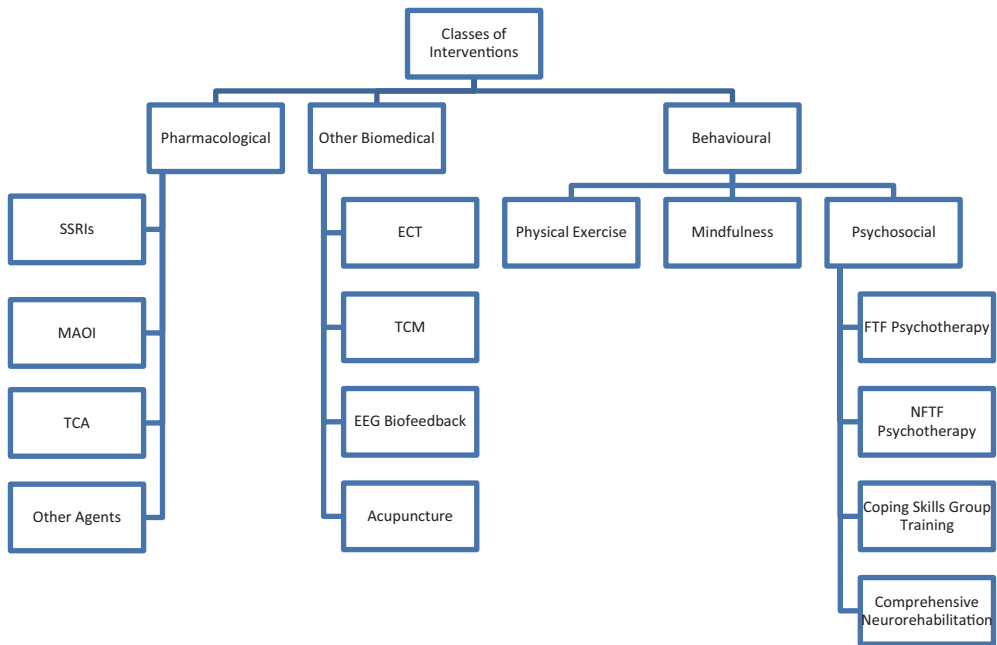 Classes of
Interventions
Pharmacological
Other Biomedical
Behavioural
SSRIs
MAOI
TCA
Other Agents
ECT
TCM
EEG Biofeedback
Acupuncture
Physical Exercise
Mindfulness
Psychosocial
FTF Psychotherapy
NFTF
Psychotherapy
Coping Skills Group
Training
Comprehensive
Neurorehabilitation